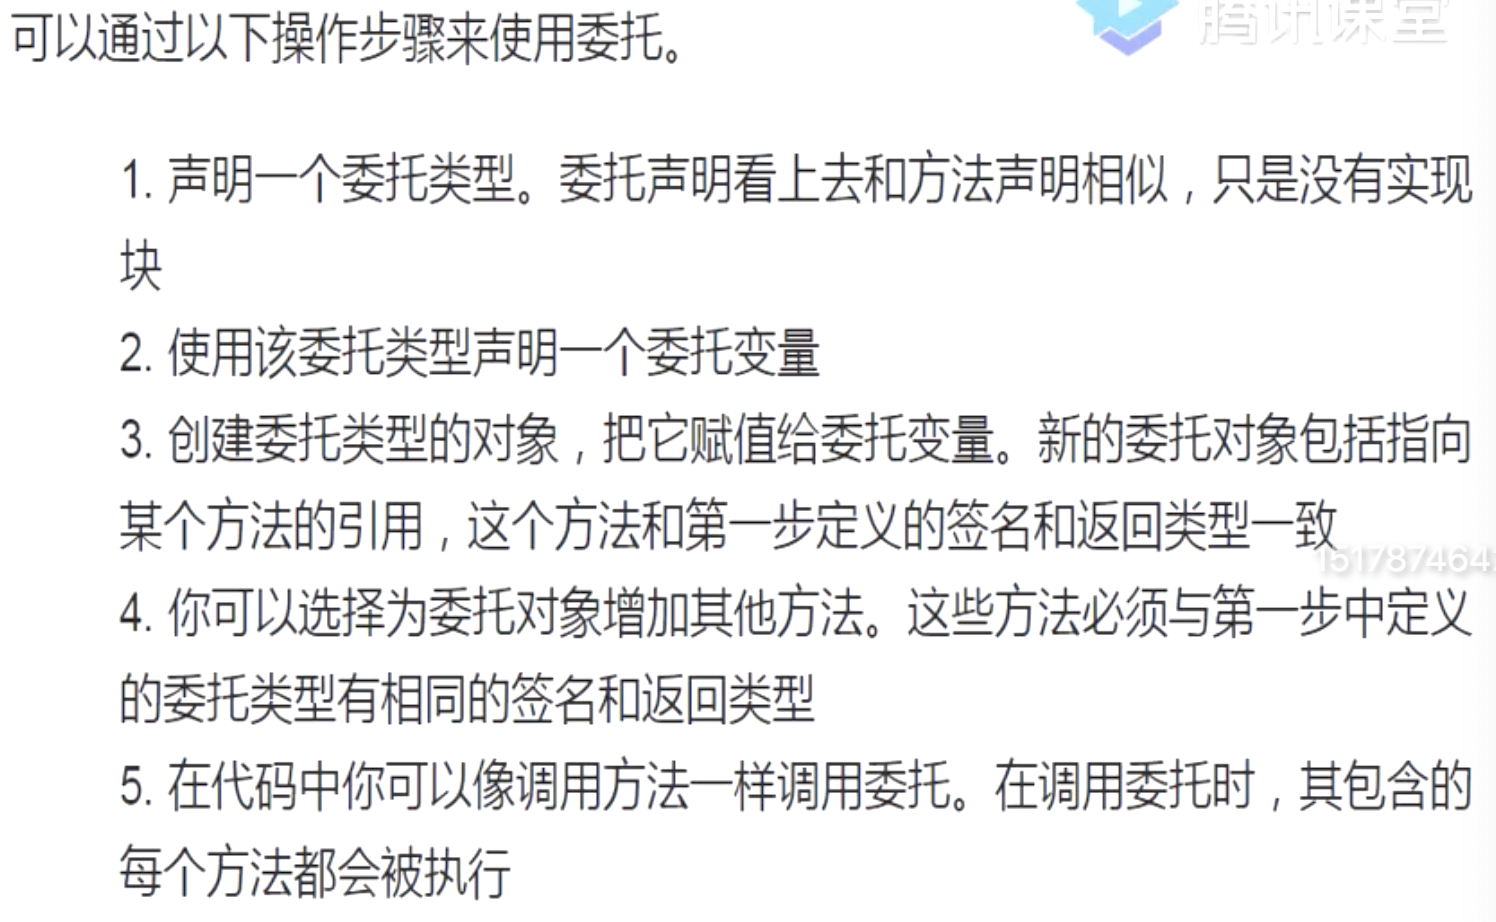 可以通过以下操作步骤来使用委托。
腾讯课堂
1. 声明一个委托类型。委托声明看上去和方法声明相似，只是没有实现
块
2. 使用该委托类型声明一个委托变量
3. 创建委托类型的对象，把它赋值给委托变量。新的委托对象包括指向
某个方法的引用，这个方法和第一步定义的签名和返回类型一致
151787464
4. 你可以选择为委托对象增加其他方法。这些方法必须与第一步中定义
的委托类型有相同的签名和返回类型
5. 在代码中你可以像调用方法一样调用委托。在调用委托时，其包含的
每个方法都会被执行